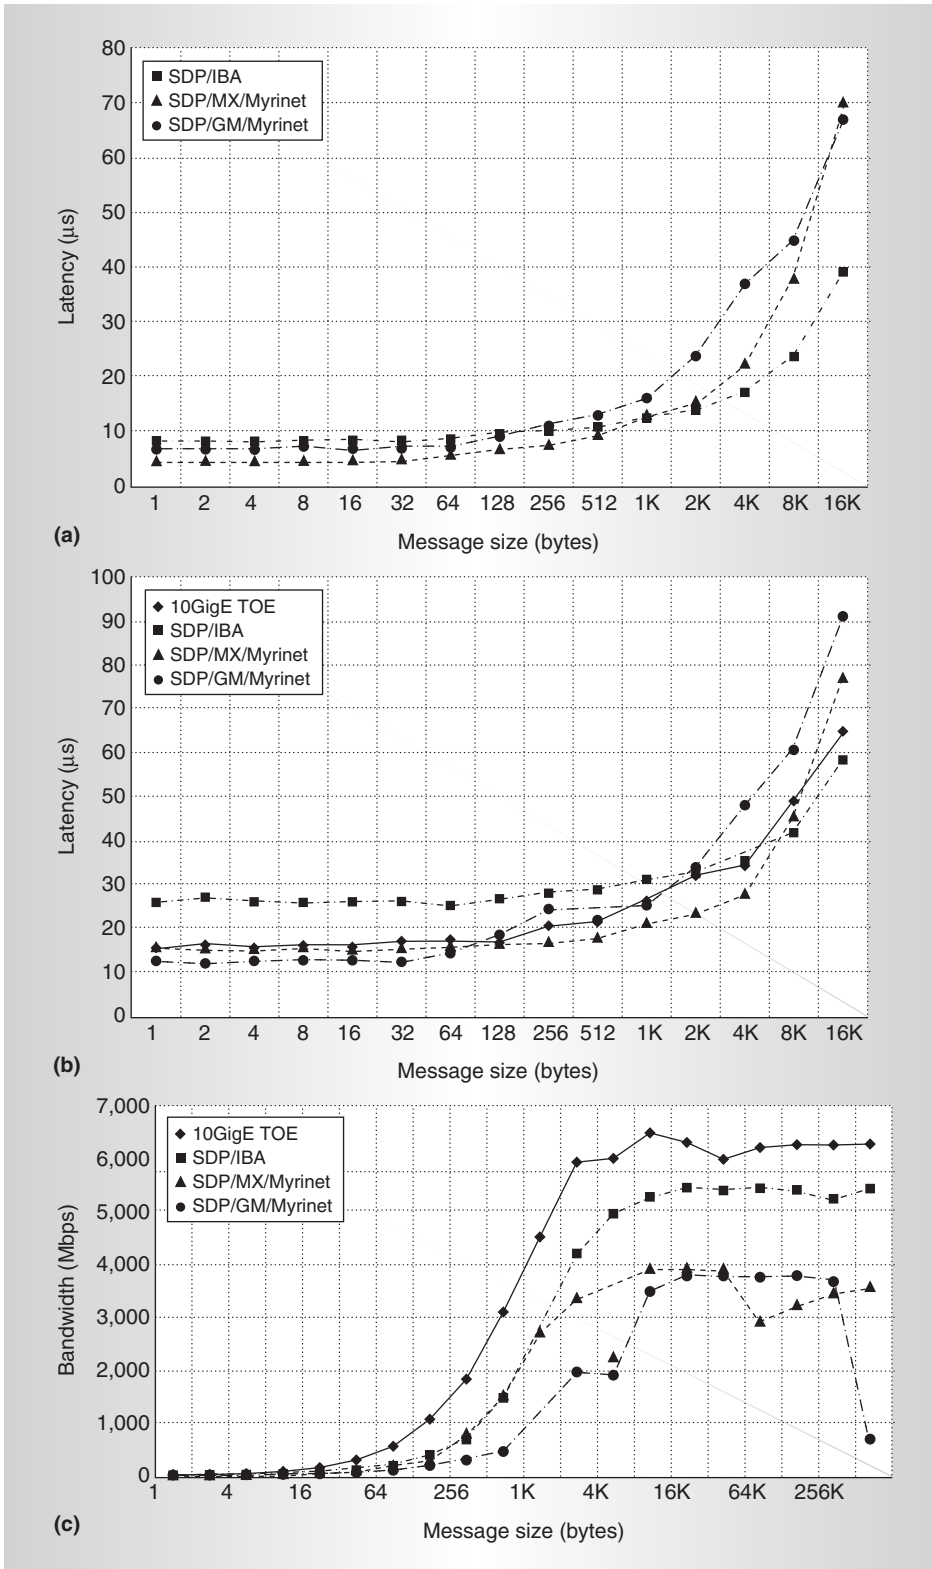 80
70
60
50
40
30
20
10
0
Latency (μs)
SDP/IBA
SDP/MX/Myrinet
SDP/GM/Myrinet
1 2 4 8 16 32 64 128 256 512 1K 2K 4K 8K 16K
(a)
Message size (bytes)
100
90
80
70
60
50
40
30
20
10
0
Latency (μs)
10GigE TOE
SDP/IBA
SDP/MX/Myrinet
SDP/GM/Myrinet
1 2 4 8 16 32 64 128 256 512 1K 2K 4K 8K 16K
(b)
Message size (bytes)
7,000
6,000
5,000
4,000
3,000
2,000
1,000
0
Bandwidth (Mbps)
10GigE TOE
SDP/IBA
SDP/MX/Myrinet
SDP/GM/Myrinet
1 4 16 64 256 1K 4K 16K 64K 256K
(c)
Message size (bytes)